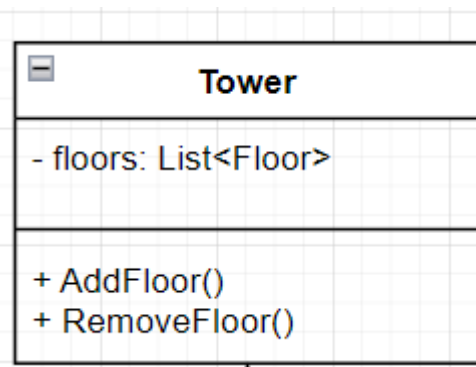 Tower
- floors: List<Floor>
+ AddFloor()
+ RemoveFloor()